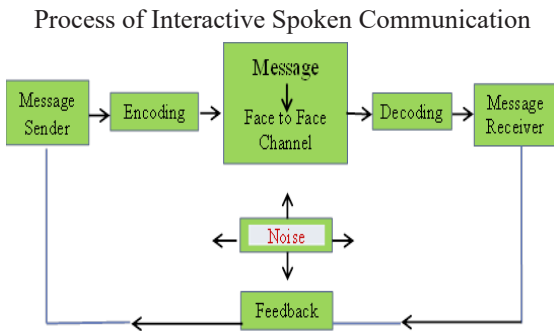 Process of Interactive Spoken Communication
Message
Sender
Encoding
Message
Face to Face
Channel
Decoding
Message
Receiver
Noise
Feedback